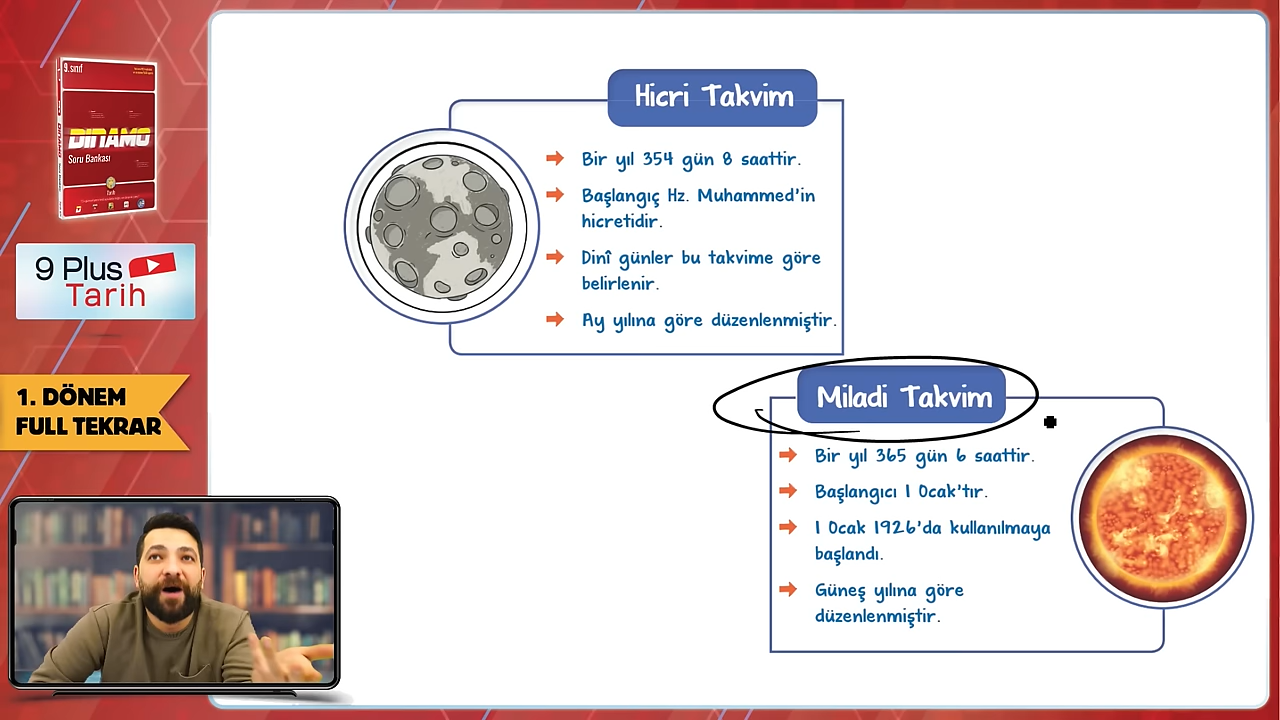 9. sınıf
DINAMO
Soru Bankası
Tarih
9 Plus
Tarih
1. DÖNEM
FULL TEKRAR
Hicri Takvim
Bir yıl 354 gün 8 saattir.
Başlangıç Hz. Muhammed'in
hicretidir.
Dinî günler bu takvime göre
belirlenir.
Ay yılına göre düzenlenmiştir.
Miladi Takvim
Bir yıl 365 gün 6 saattir.
Başlangıcı 1 Ocak'tır.
1 Ocak 1926'da kullanılmaya
başlandı.
Güneş yılına göre
düzenlenmiştir.